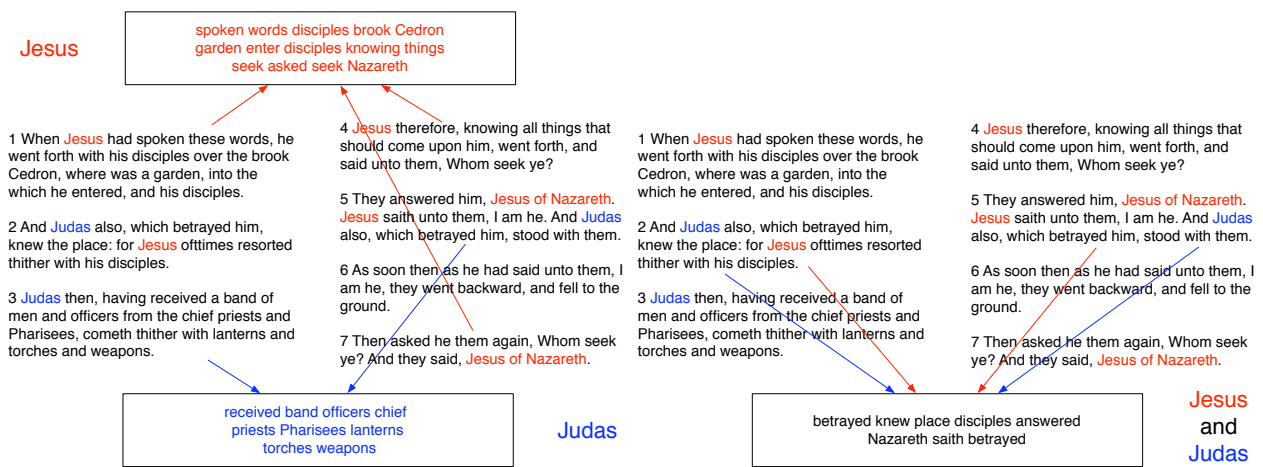 Jesus
spoken words disciples brook Cedron
garden enter disciples knowing things
seek asked seek Nazareth
1 When Jesus had spoken these words, he
went forth with his disciples over the brook
Cedron, where was a garden, into the
which he entered, and his disciples.
2 And Judas also, which betrayed him,
knew the place: for Jesus ofttimes resorted
thither with his disciples.
3 Judas then, having received a band of
men and officers from the chief priests and
Pharisees, cometh thither with lanterns and
torches and weapons.
4 Jesus therefore, knowing all things that
should come upon him, went forth, and
said unto them, Whom seek ye?
5 They answered him, Jesus of Nazareth.
Jesus saith unto them, I am he. And Judas
also, which betrayed him, stood with them.
6 As soon then as he had said unto them, I
am he, they went backward, and fell to the
ground.
7 Then asked he them again, Whom seek
ye? And they said, Jesus of Nazareth.
received band officers chief
priests Pharisees lanterns
torches weapons
Judas
1 When Jesus had spoken these words, he
went forth with his disciples over the brook
Cedron, where was a garden, into the
which he entered, and his disciples.
2 And Judas also, which betrayed him,
knew the place: for Jesus ofttimes resorted
thither with his disciples.
3 Judas then, having received a band of
men and officers from the chief priests and
Pharisees, cometh thither with lanterns and
torches and weapons.
4 Jesus therefore, knowing all things that
should come upon him, went forth, and
said unto them, Whom seek ye?
5 They answered him, Jesus of Nazareth.
Jesus saith unto them, I am he. And Judas
also, which betrayed him, stood with them.
6 As soon then as he had said unto them, I
am he, they went backward, and fell to the
ground.
7 Then asked he them again, Whom seek
ye? And they said, Jesus of Nazareth.
betrayed knew place disciples answered
Nazareth saith betrayed
Jesus
and
Judas